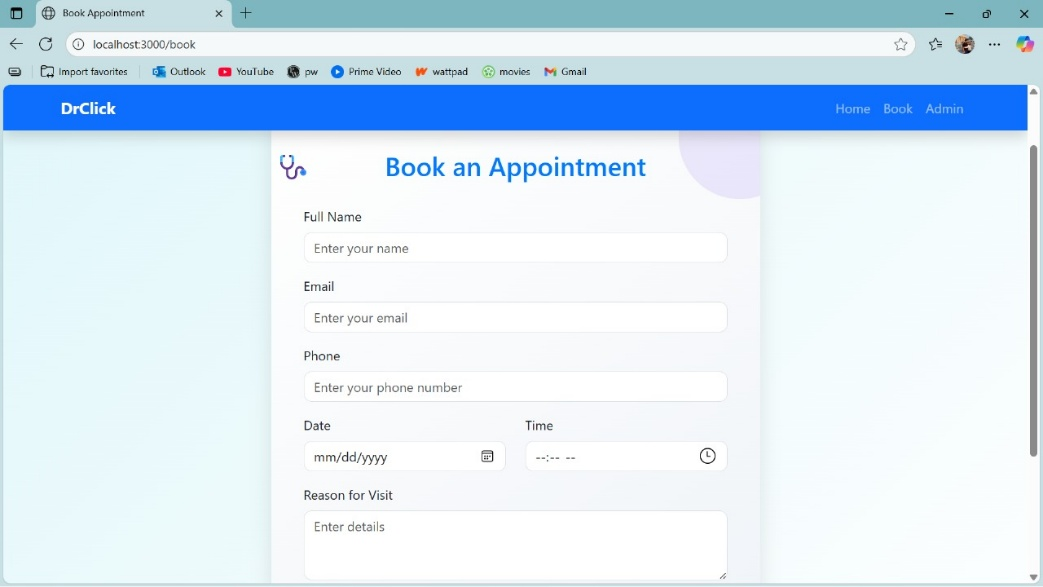 Book Appointment
localhost:3000/book
Import favorites Outlook YouTube pw Prime Video wattpad movies Gmail
DrClick Home Book Admin
Book an Appointment
Full Name
Enter your name
Email
Enter your email
Phone
Enter your phone number
Date Time
mm/dd/yyyy --:-- --
Reason for Visit
Enter details